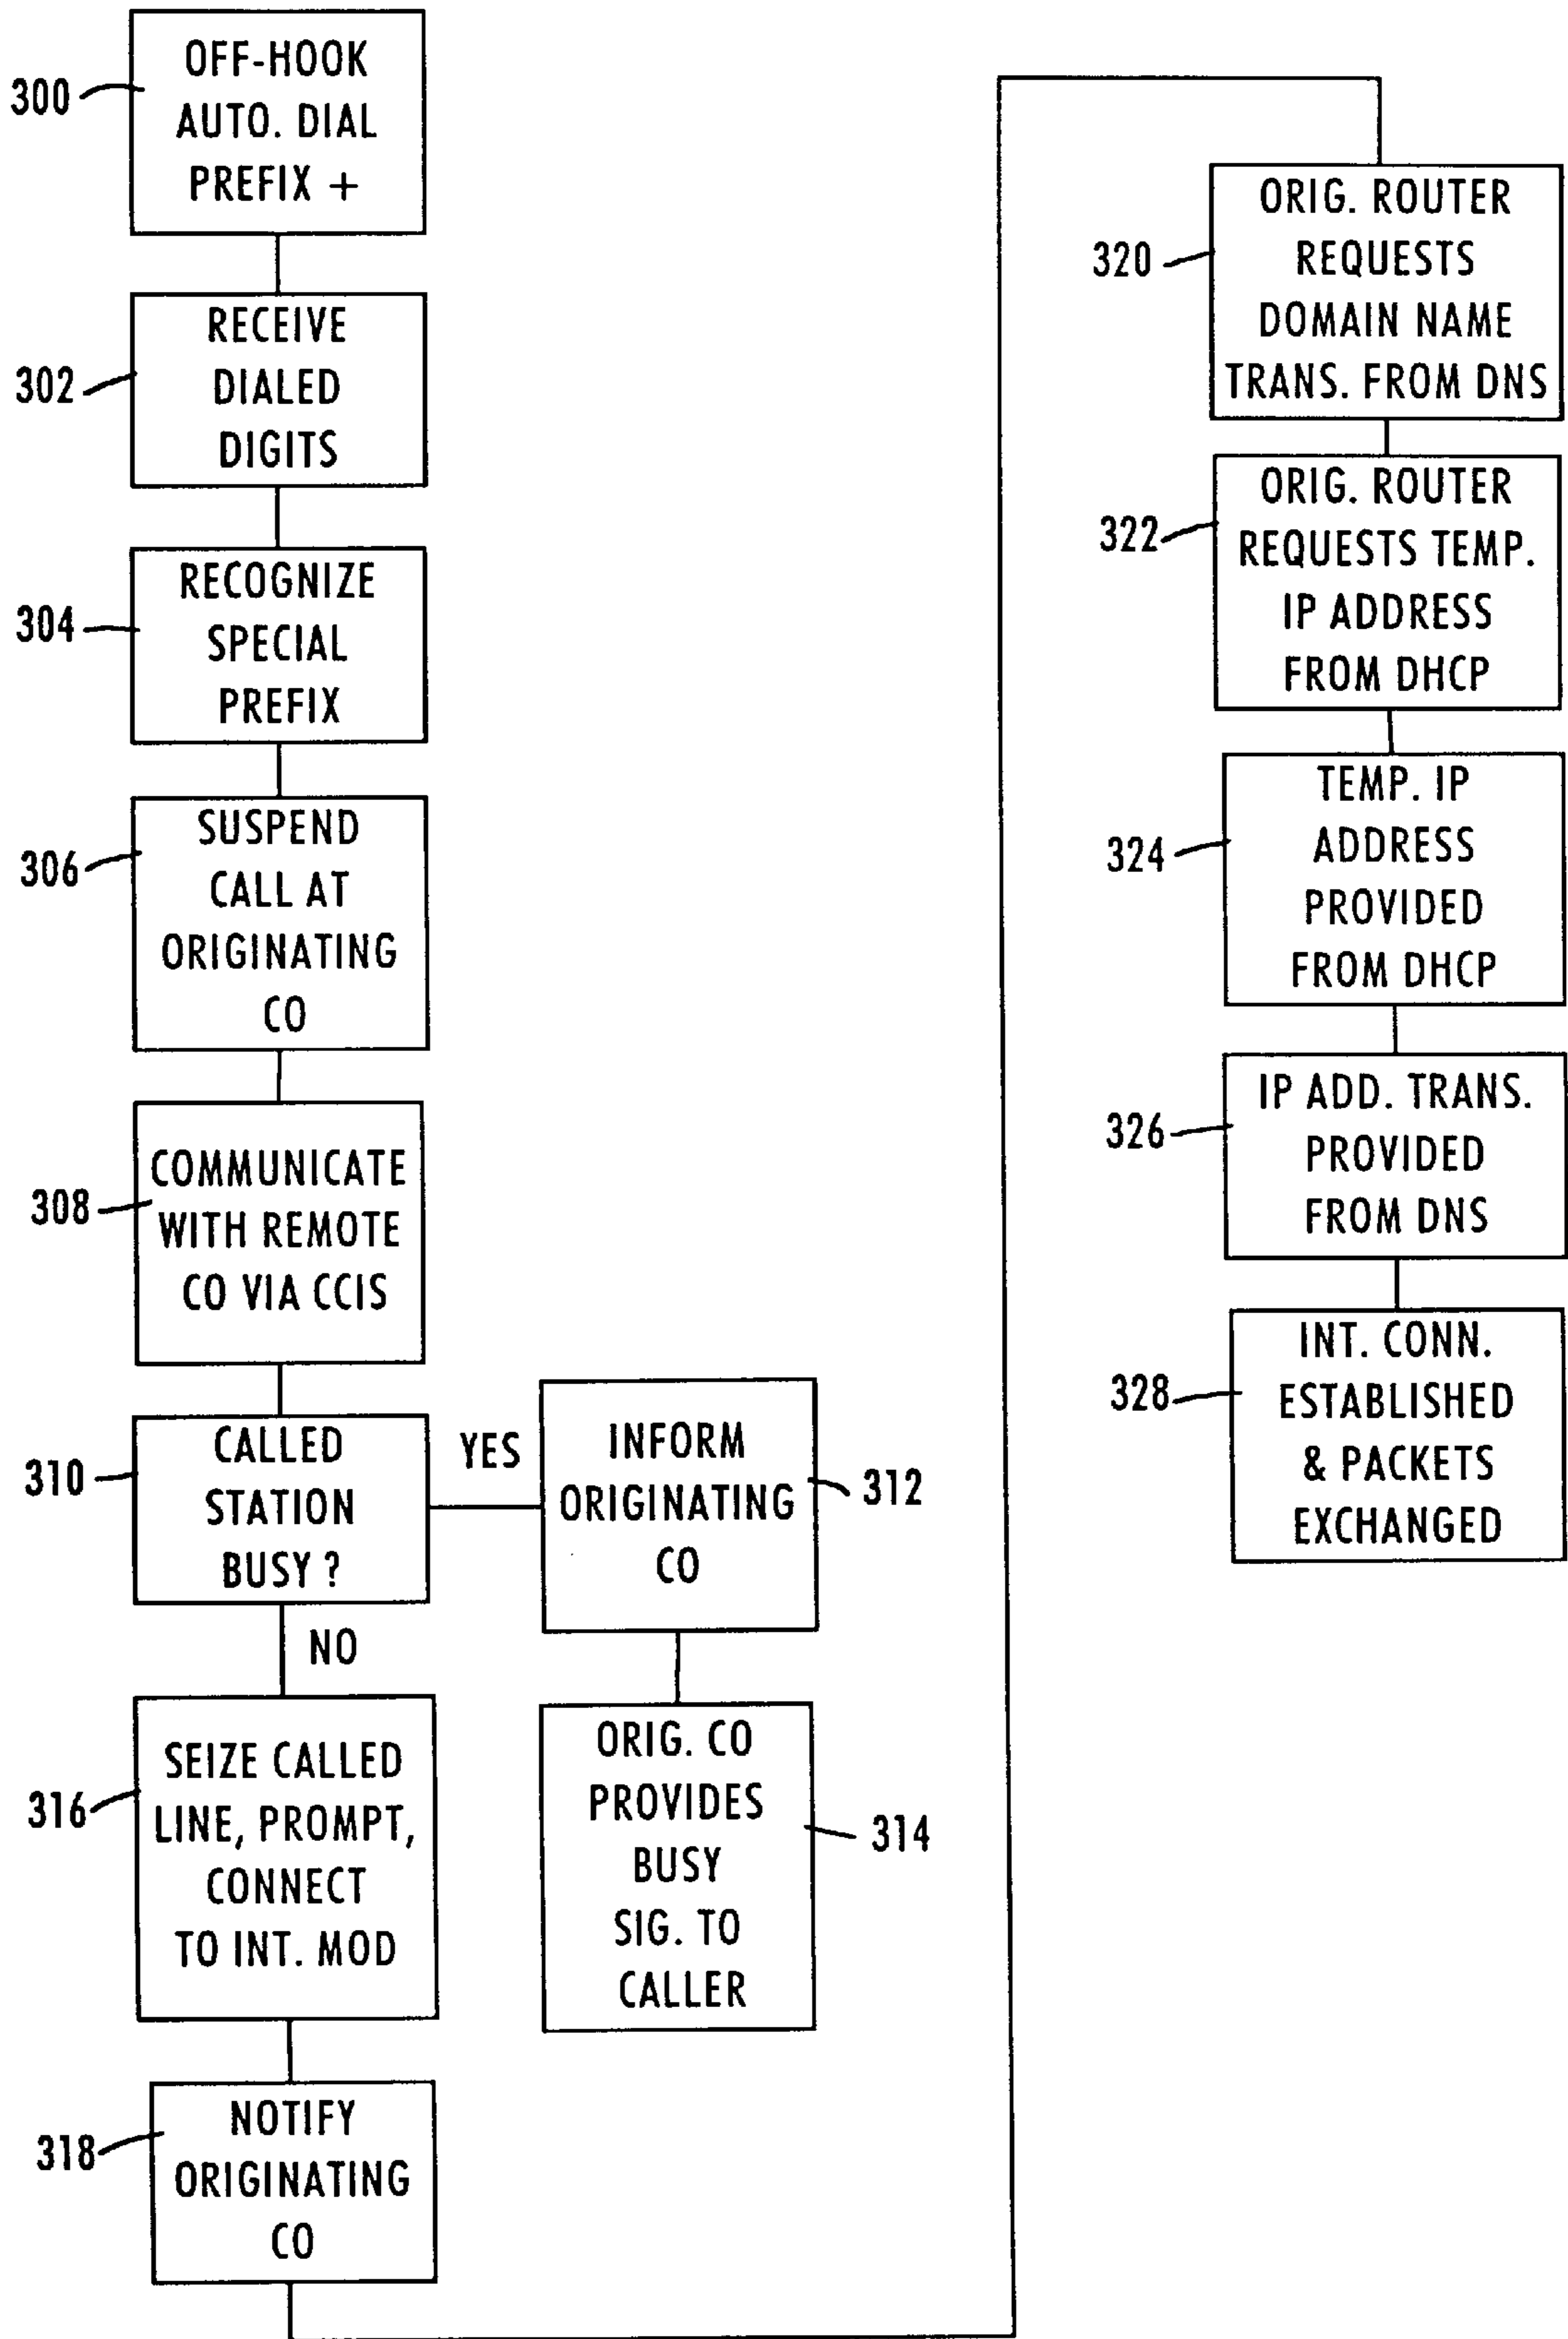 300
OFF-HOOK
AUTO. DIAL
PREFIX +
302
RECEIVE
DIALED
DIGITS
304
RECOGNIZE
SPECIAL
PREFIX
306
SUSPEND
CALL AT
ORIGINATING
CO
308
COMMUNICATE
WITH REMOTE
CO VIA CCIS
310
CALLED
STATION
BUSY ?
YES
INFORM
ORIGINATING
CO
312
ORIG. CO
PROVIDES
BUSY
SIG. TO
CALLER
314
NO
316
SEIZE CALLED
LINE, PROMPT,
CONNECT
TO INT. MOD
318
NOTIFY
ORIGINATING
CO
320
ORIG. ROUTER
REQUESTS
DOMAIN NAME
TRANS. FROM DNS
322
ORIG. ROUTER
REQUESTS TEMP.
IP ADDRESS
FROM DHCP
324
TEMP. IP
ADDRESS
PROVIDED
FROM DHCP
326
IP ADD. TRANS.
PROVIDED
FROM DNS
328
INT. CONN.
ESTABLISHED
& PACKETS
EXCHANGED